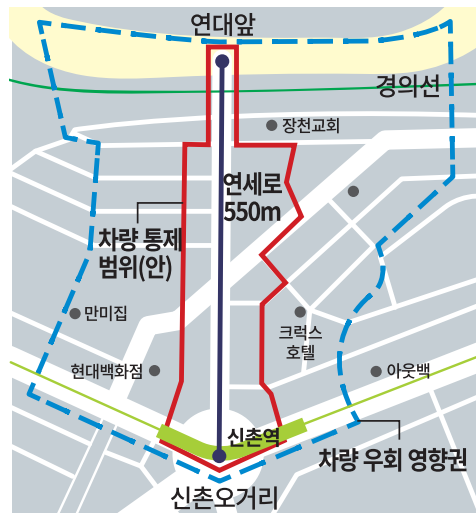 연대앞
경의선
장천교회
연세로
550m
차량 통제
범위(안)
만미집
크럭스
호텔
현대백화점
아웃백
신촌역
차량 우회 영향권
신촌오거리